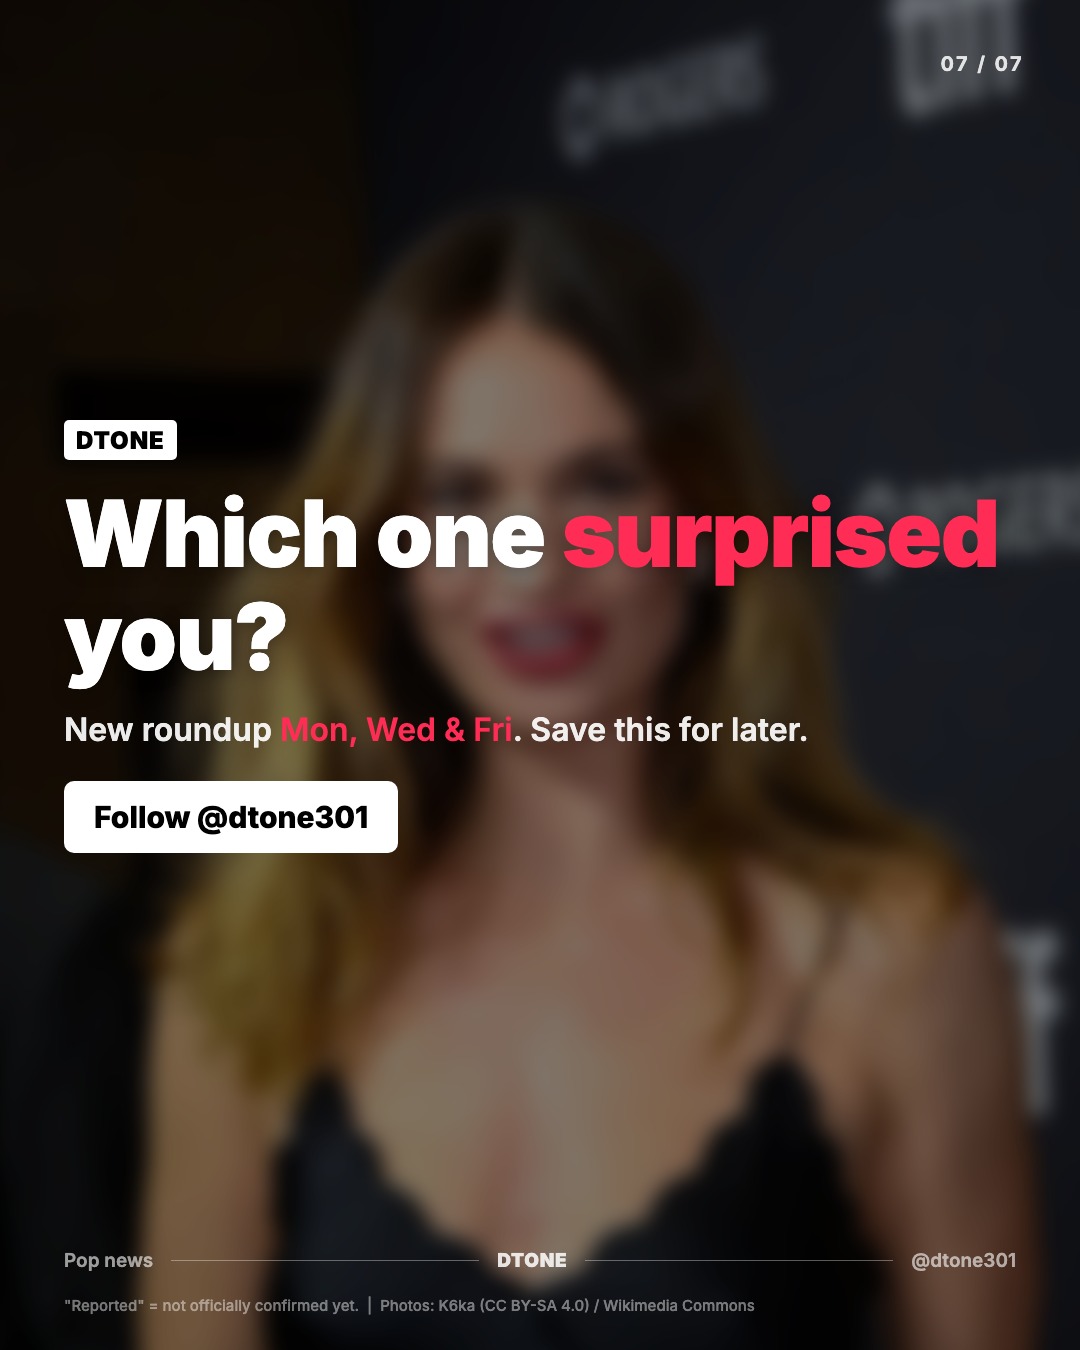 07 / 07
ROGERS
DTONE
Which one surprised
you?
New roundup Mon, Wed & Fri. Save this for later.
Follow @dtone301
Pop news
DTONE
@dtone301
"Reported" = not officially confirmed yet. | Photos: K6ka (CC BY-SA 4.0) / Wikimedia Commons